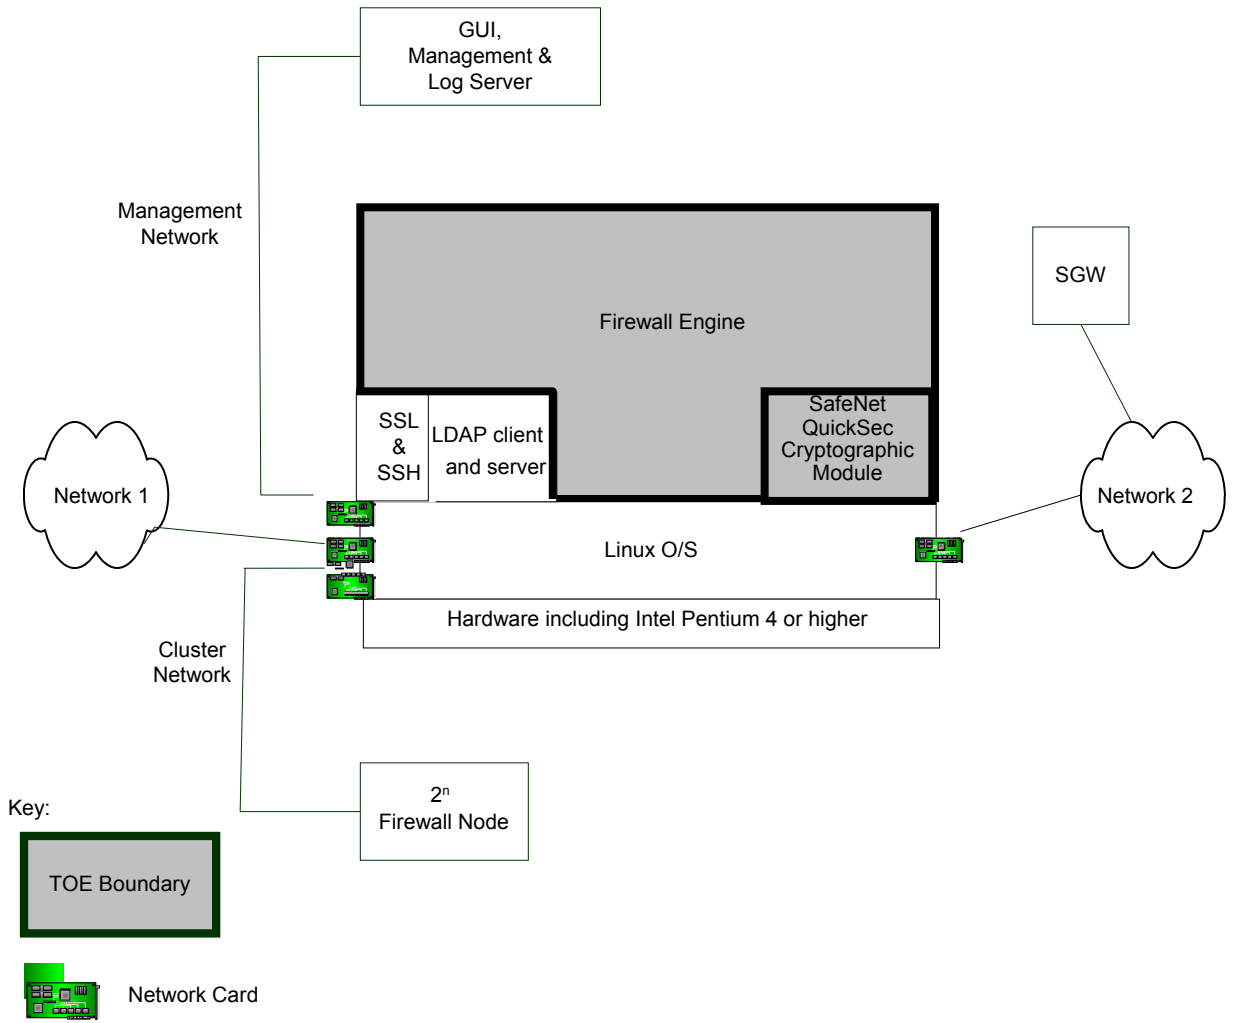 GUI,
Management &
Log Server
Management
Network
Firewall Engine
SGW
SSL
&
SSH
LDAP client
and server
SafeNet
QuickSec
Cryptographic
Module
Network 1
Network 2
Linux O/S
Hardware including Intel Pentium 4 or higher
Cluster
Network
2ⁿ
Firewall Node
Key:
TOE Boundary
Network Card